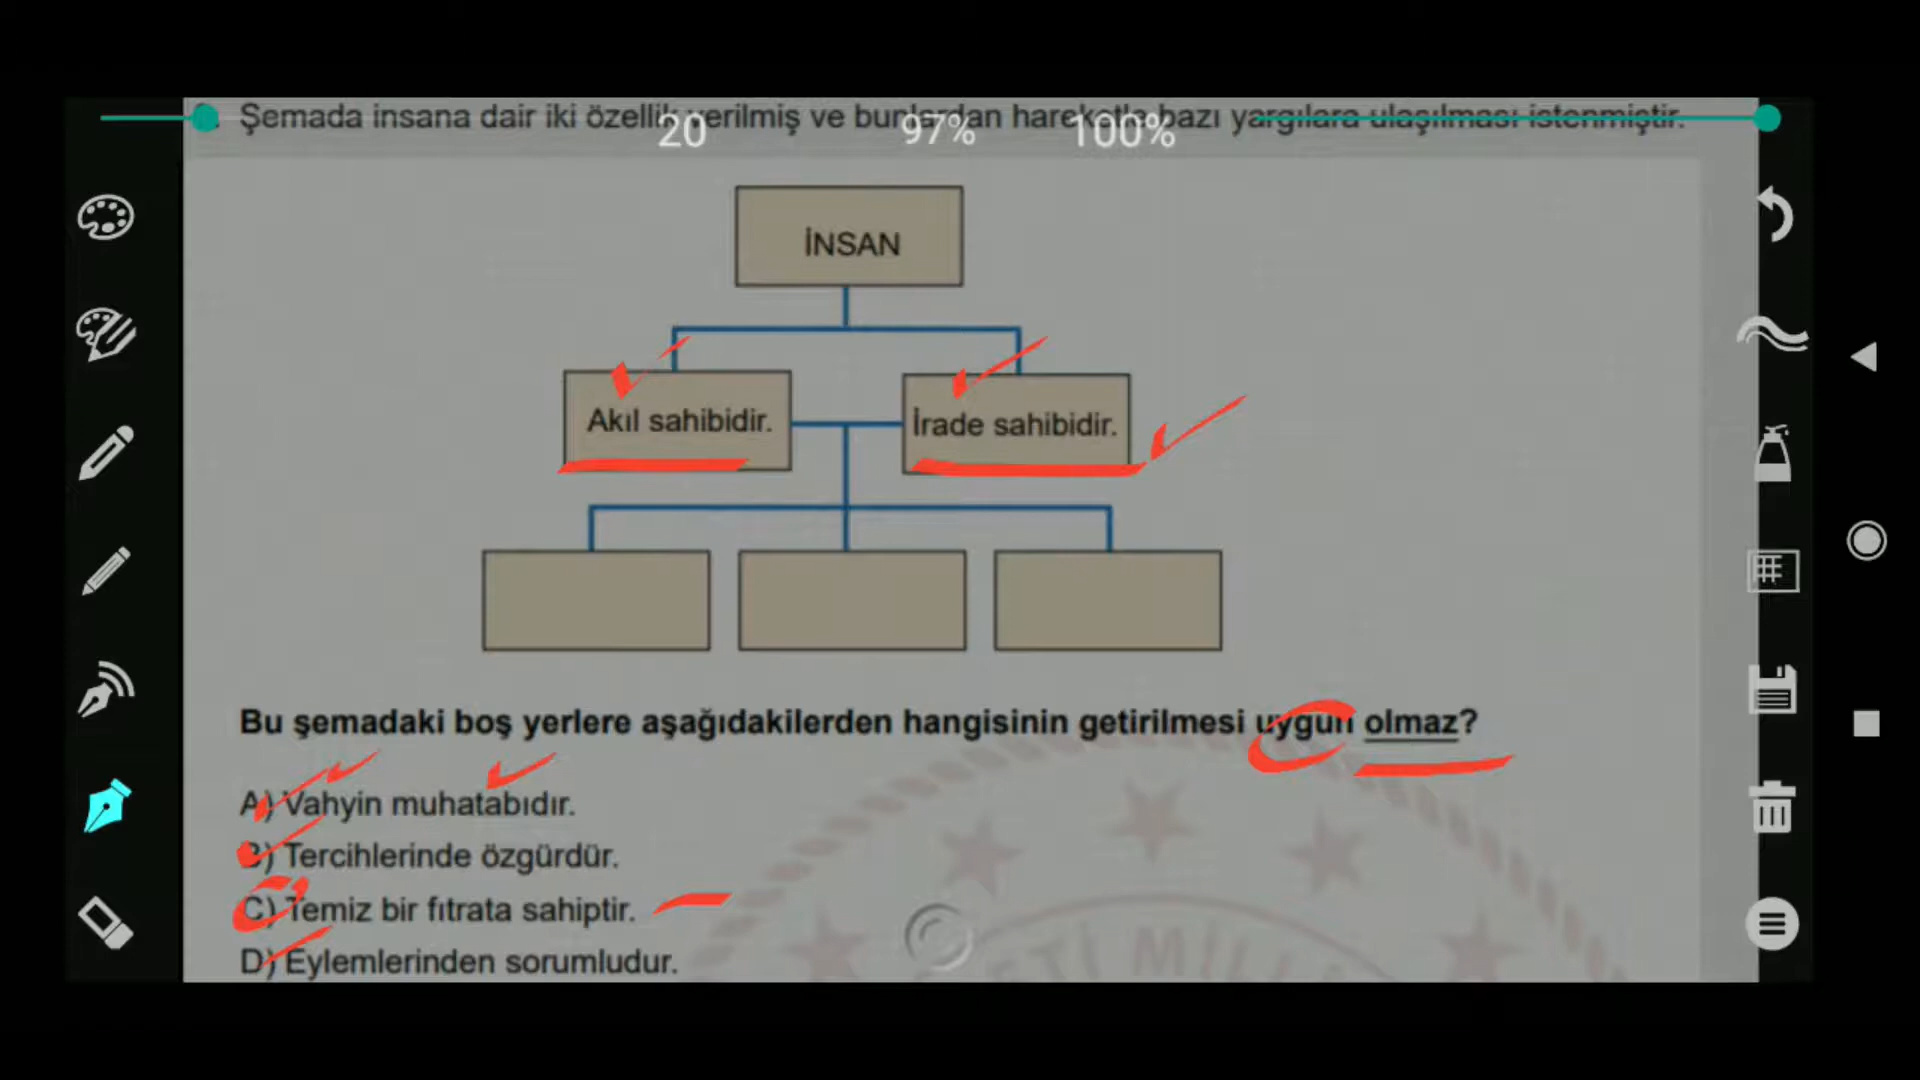 Şemada insana dair iki özellik verilmiş ve bunlardan hareketle bazı yargılara ulaşılması istenmiştir.
20 97% 100%
İNSAN
Akıl sahibidir. İrade sahibidir.
Bu şemadaki boş yerlere aşağıdakilerden hangisinin getirilmesi uygun olmaz?
A) Vahyin muhatabıdır.
B) Tercihlerinde özgürdür.
C) Temiz bir fıtrata sahiptir.
D) Eylemlerinden sorumludur.